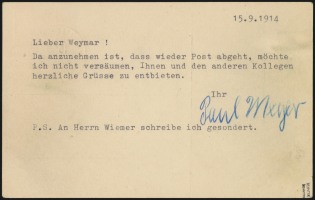 15.9.1914
Lieber Weymar !
Da anzunehmen ist, dass wieder Post abgeht, möchte
ich nicht versäumen, Ihnen und den anderen Kollegen
herzliche Grüsse zu entbieten.
Ihr
Paul Meyer
P.S. An Herrn Wiemer schreibe ich gesondert.